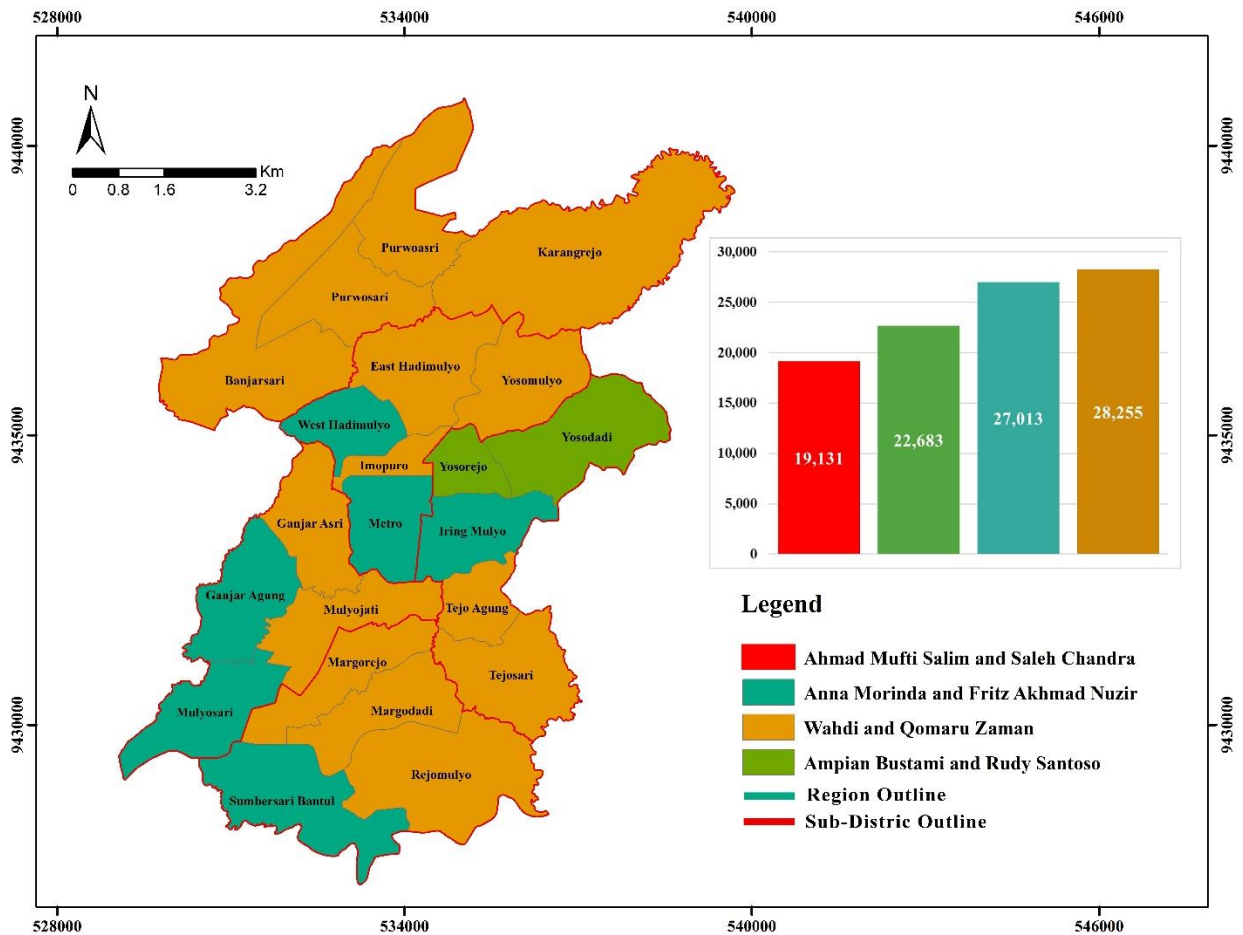 528000
534000
540000
546000
N
Km
0
0.8
1.6
3.2
9440000
9440000
Purwoasri
Karangrejo
Purwosari
East Hadimulyo
Banjarsari
Yosomulyo
West Hadimulyo
Yosodadi
9435000
9435000
Imopuro
Yosorejo
Ganjar Asri
Metro
Iring Mulyo
Ganjar Agung
Mulyojati
Tejo Agung
Margorejo
Tejosari
Mulyosari
Margodadi
9430000
9430000
Rejomulyo
Sumbersari Bantul
30,000
25,000
20,000
15,000
10,000
5,000
0
19,131
22,683
27,013
28,255
Legend
Ahmad Mufti Salim and Saleh Chandra
Anna Morinda and Fritz Akhmad Nuzir
Wahdi and Qomaru Zaman
Ampian Bustami and Rudy Santoso
Region Outline
Sub-Distric Outline
528000
534000
540000
546000